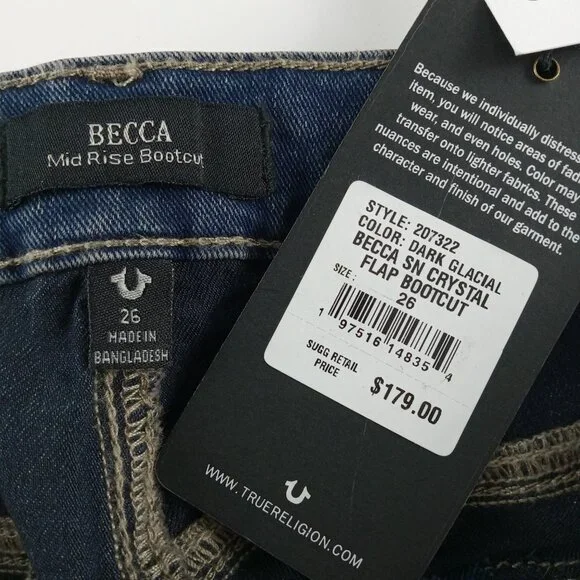 BECCA
Mid Rise Bootcut
26
MADE IN
BANGLADESH
Because we individually distress
item, you will notice areas of fad
wear, and even holes. Color may
transfer onto lighter fabrics. These
nuances are intentional and add to the
character and finish of our garment.
STYLE: 207322
COLOR: DARK GLACIAL
BECCA SN CRYSTAL
FLAP BOOTCUT
SIZE: 26
1 97516 14835 4
SUGG RETAIL
PRICE
$179.00
WWW.TRUERELIGION.COM